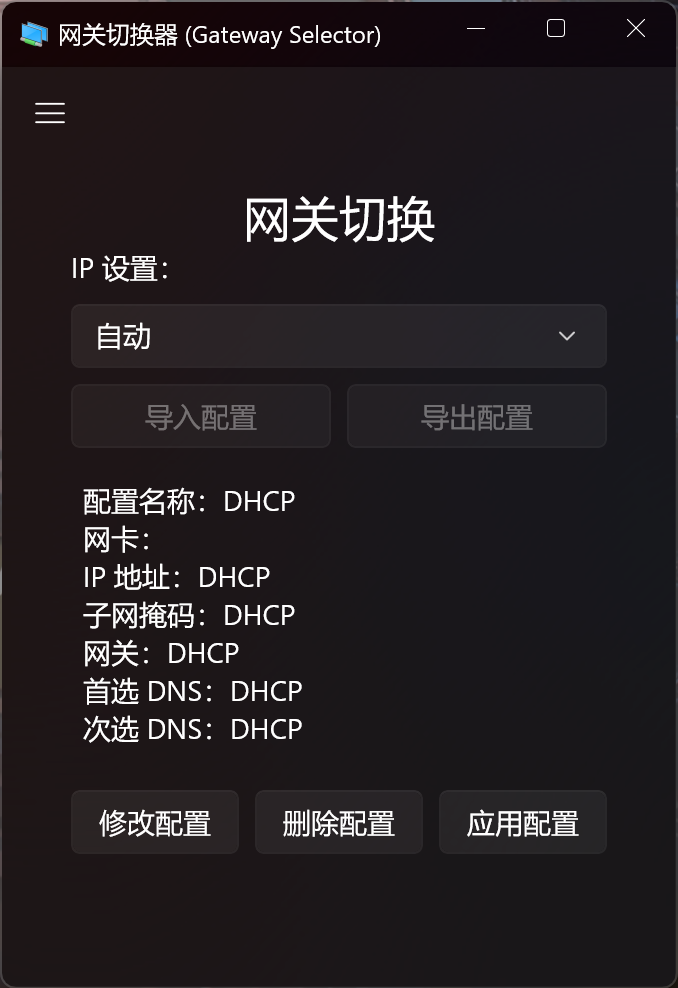 网关切换器 (Gateway Selector)
网关切换
IP 设置：
自动
导入配置 导出配置
配置名称：DHCP
网卡：
IP 地址：DHCP
子网掩码：DHCP
网关：DHCP
首选 DNS：DHCP
次选 DNS：DHCP
修改配置 删除配置 应用配置